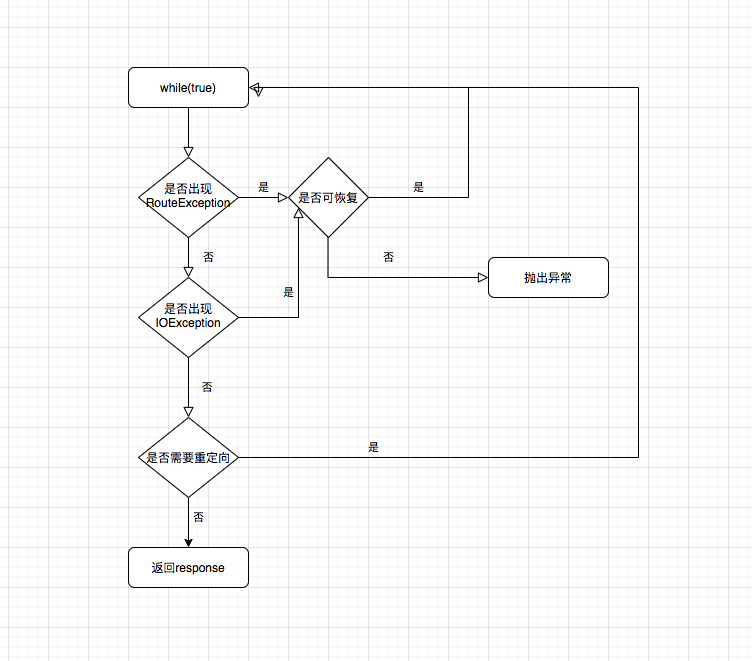 while(true)
是否出现
RouteException
是
是否可恢复
是
否
否
抛出异常
是
是否出现
IOException
否
是否需要重定向
是
否
返回response